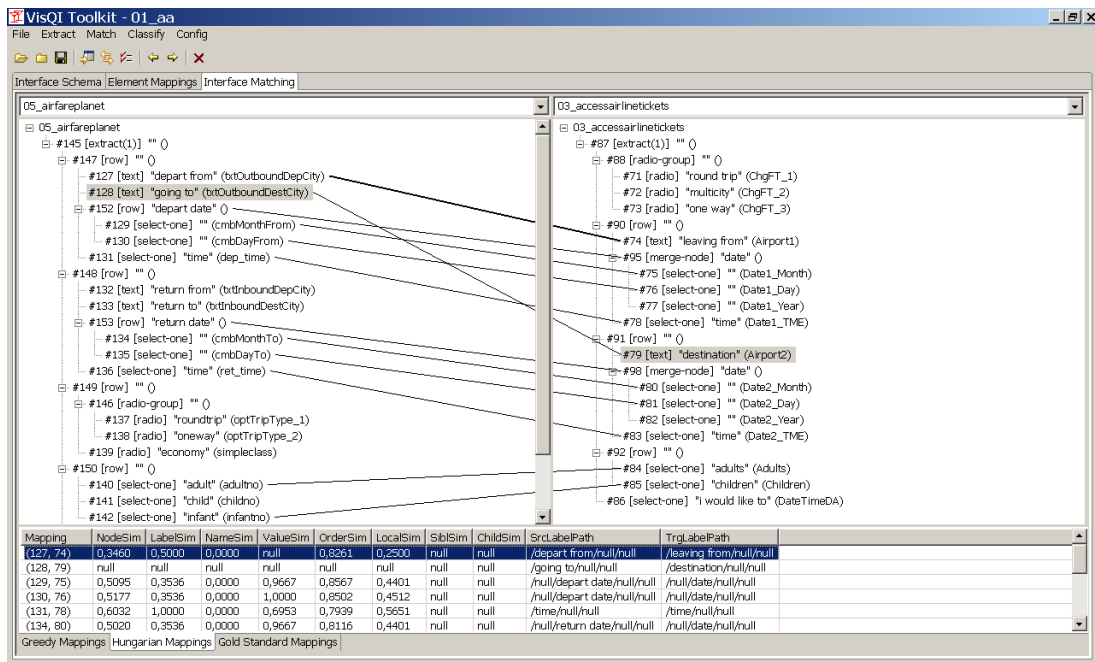 VisQI Toolkit - 01_aa
File Extract Match Classify Config
Interface Schema Element Mappings Interface Matching
05_airfareplanet
03_accessairlinetickets
05_airfareplanet
#145 [extract(1)] "" ()
#147 [row] "" ()
#127 [text] "depart from" (txtOutboundDepCity)
#128 [text] "going to" (txtOutboundDestCity)
#152 [row] "depart date" ()
#129 [select-one] "" (cmbMonthFrom)
#130 [select-one] "" (cmbDayFrom)
#131 [select-one] "time" (dep_time)
#148 [row] "" ()
#132 [text] "return from" (txtInboundDepCity)
#133 [text] "return to" (txtInboundDestCity)
#153 [row] "return date" ()
#134 [select-one] "" (cmbMonthTo)
#135 [select-one] "" (cmbDayTo)
#136 [select-one] "time" (ret_time)
#149 [row] "" ()
#146 [radio-group] "" ()
#137 [radio] "roundtrip" (optTripType_1)
#138 [radio] "oneway" (optTripType_2)
#139 [radio] "economy" (simpleclass)
#150 [row] "" ()
#140 [select-one] "adult" (adultno)
#141 [select-one] "child" (childno)
#142 [select-one] "infant" (infantno)
03_accessairlinetickets
#87 [extract(1)] "" ()
#88 [radio-group] "" ()
#71 [radio] "round trip" (ChgFT_1)
#72 [radio] "multicity" (ChgFT_2)
#73 [radio] "one way" (ChgFT_3)
#90 [row] "" ()
#74 [text] "leaving from" (Airport1)
#95 [merge-node] "date" ()
#75 [select-one] "" (Date1_Month)
#76 [select-one] "" (Date1_Day)
#77 [select-one] "" (Date1_Year)
#78 [select-one] "time" (Date1_TME)
#91 [row] "" ()
#79 [text] "destination" (Airport2)
#98 [merge-node] "date" ()
#80 [select-one] "" (Date2_Month)
#81 [select-one] "" (Date2_Day)
#82 [select-one] "" (Date2_Year)
#83 [select-one] "time" (Date2_TME)
#92 [row] "" ()
#84 [select-one] "adults" (Adults)
#85 [select-one] "children" (Children)
#86 [select-one] "i would like to" (DateTimeDA)
Mapping NodeSim LabelSim NameSim ValueSim OrderSim LocalSim SiblSim ChildSim SrcLabelPath TrgLabelPath
(127, 74) 0,3460 0,5000 0,0000 null 0,8261 0,2500 null null /depart from/null/null /leaving from/null/null
(128, 79) null null null null null null null null /going to/null/null /destination/null/null
(129, 75) 0,5095 0,3536 0,0000 0,9667 0,8567 0,4401 null null /null/depart date/null/null /null/date/null/null
(130, 76) 0,5177 0,3536 0,0000 1,0000 0,8502 0,4512 null null /null/depart date/null/null /null/date/null/null
(131, 78) 0,6032 1,0000 0,0000 0,6953 0,7939 0,5651 null null /time/null/null /time/null/null
(134, 80) 0,5020 0,3536 0,0000 0,9667 0,8116 0,4401 null null /null/return date/null/null /null/date/null/null
Greedy Mappings Hungarian Mappings Gold Standard Mappings